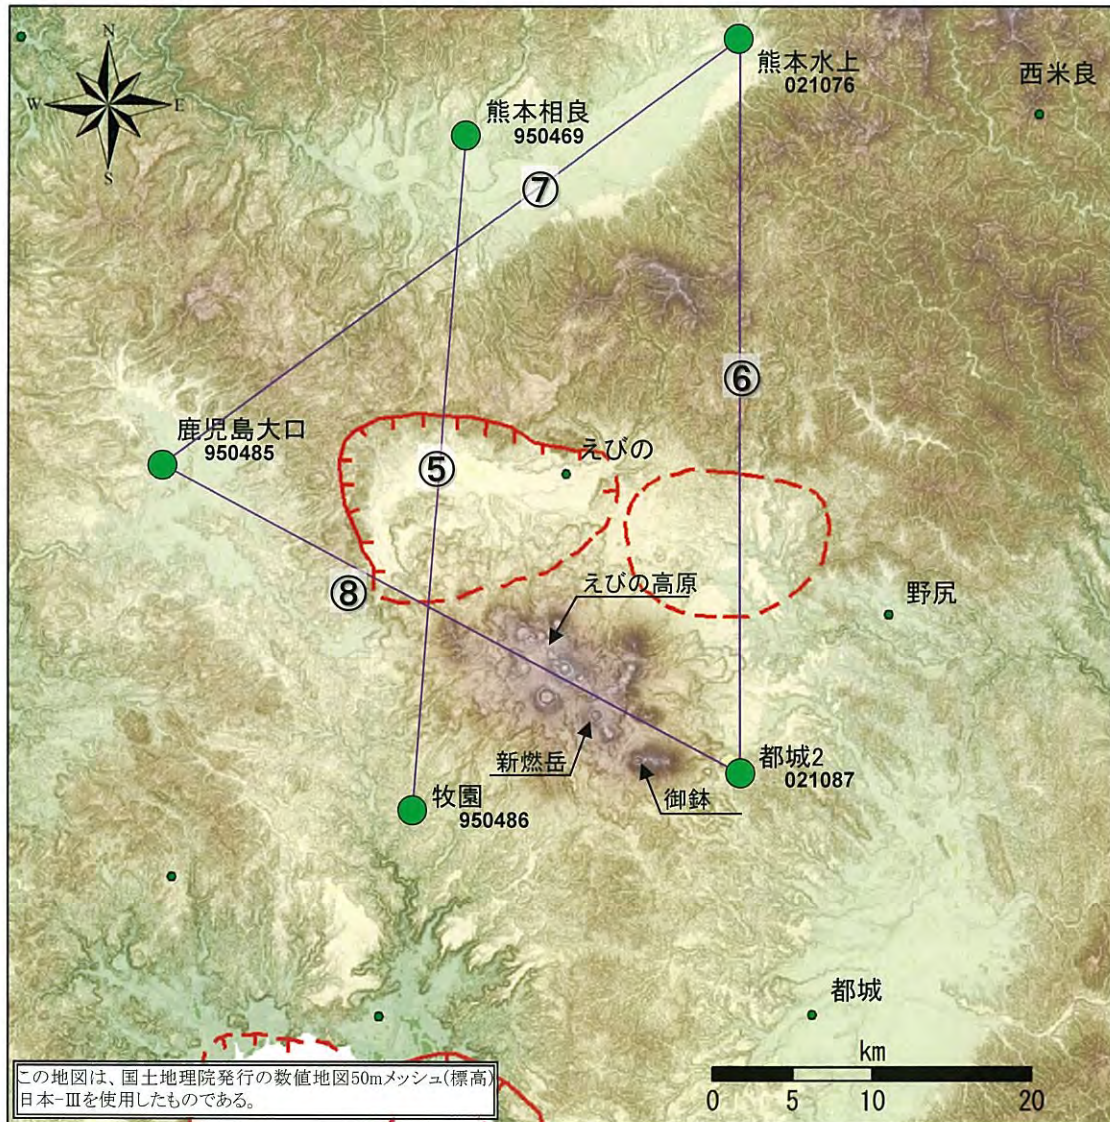 N
W
E
S
熊本水上
021076
西米良
熊本相良
950469
⑦
⑥
鹿児島大口
950485
⑤
えびの
⑧
えびの高原
野尻
新燃岳
都城2
021087
御鉢
牧園
950486
都城
km
0 5 10 20
この地図は、国土地理院発行の数値地図50mメッシュ(標高)
日本-Ⅲを使用したものである。